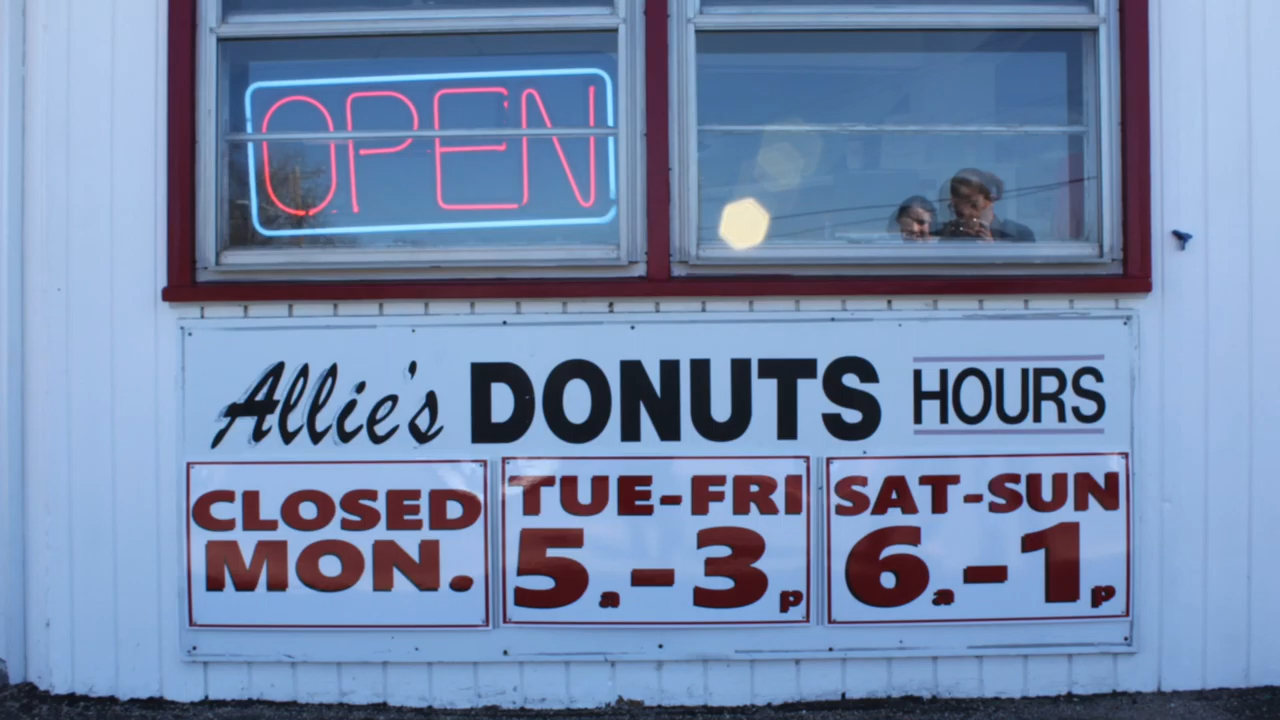 OPEN
Allie's DONUTS HOURS
CLOSED
MON.
TUE-FRI
5a-3p
SAT-SUN
6a-1p